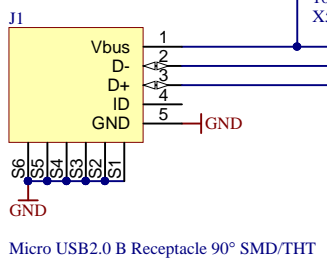 J1
Vbus 1
D- 2
D+ 3
ID 4
GND 5
GND
S6 S5 S4 S3 S2 S1
GND
Micro USB2.0 B Receptacle 90° SMD/THT